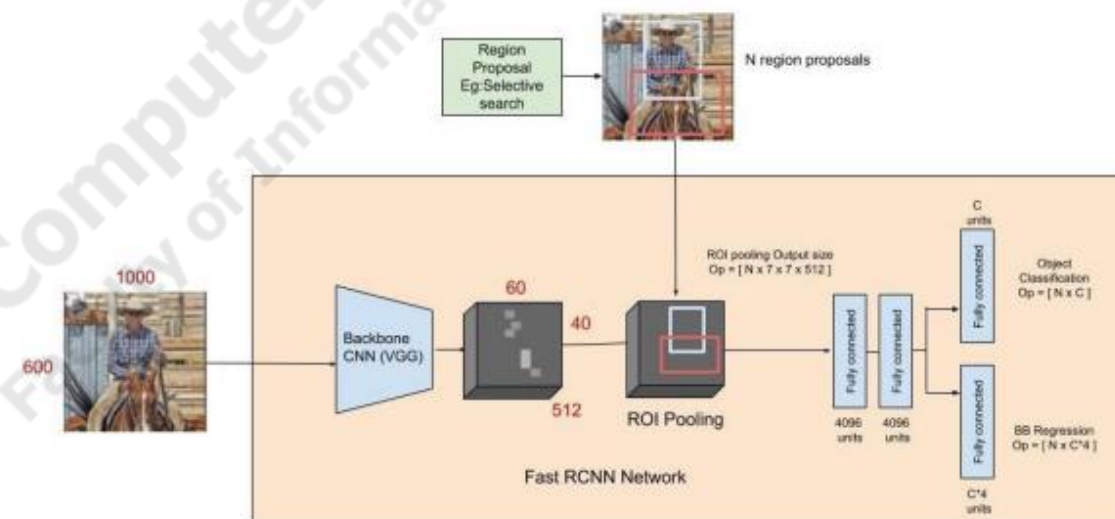 Computer
Faculty of Informa
Region
Proposal
Eg:Selective
search
N region proposals
1000
600
Backbone
CNN (VGG)
60
40
512
ROI pooling Output size
Op = [ N x 7 x 7 x 512 ]
ROI Pooling
Fully connected
4096
units
Fully connected
4096
units
C
units
Fully connected
Object
Classification
Op = [ N x C ]
Fully connected
BB Regression
Op = [ N x C*4 ]
C*4
units
Fast RCNN Network